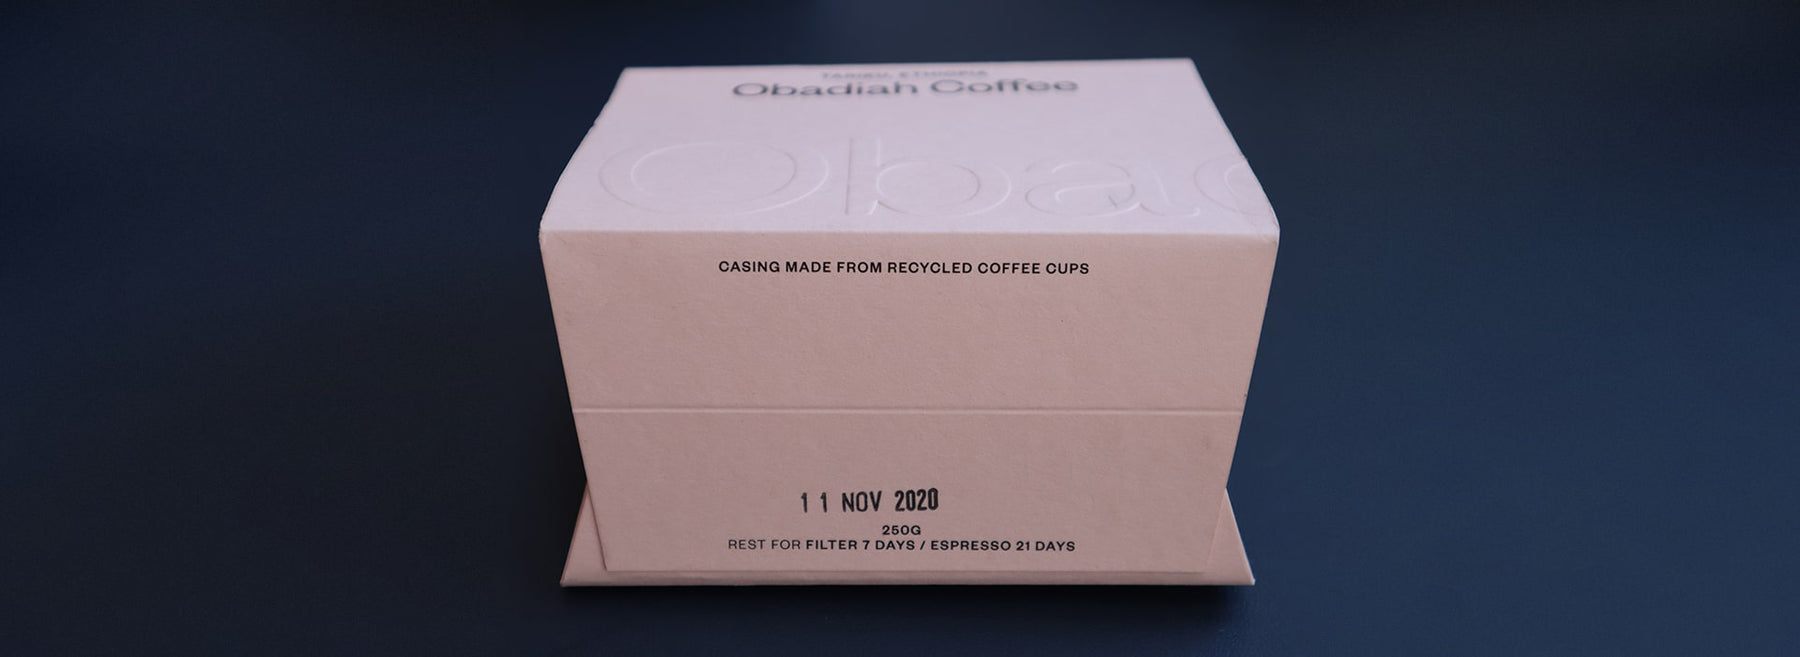 ETHIOPIA
Obadiah Coffee
Obad
CASING MADE FROM RECYCLED COFFEE CUPS
11 NOV 2020
250G
REST FOR FILTER 7 DAYS / ESPRESSO 21 DAYS